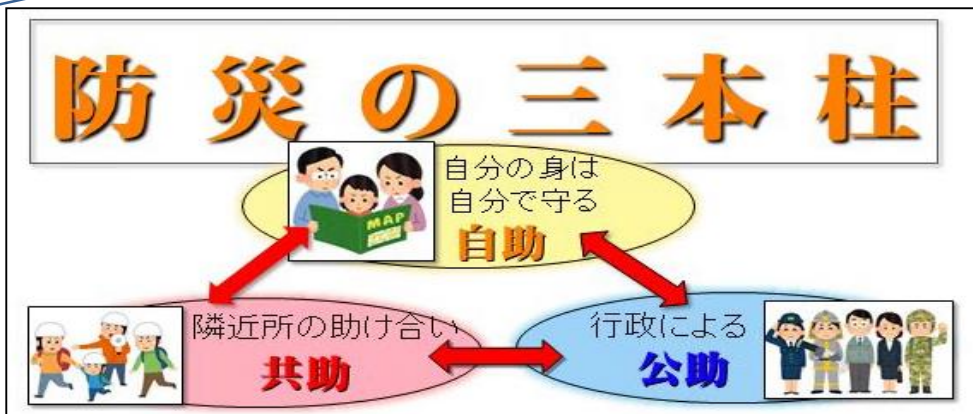 防災の三本柱
自分の身は
自分で守る
自助
MAP
隣近所の助け合い
共助
行政による
公助